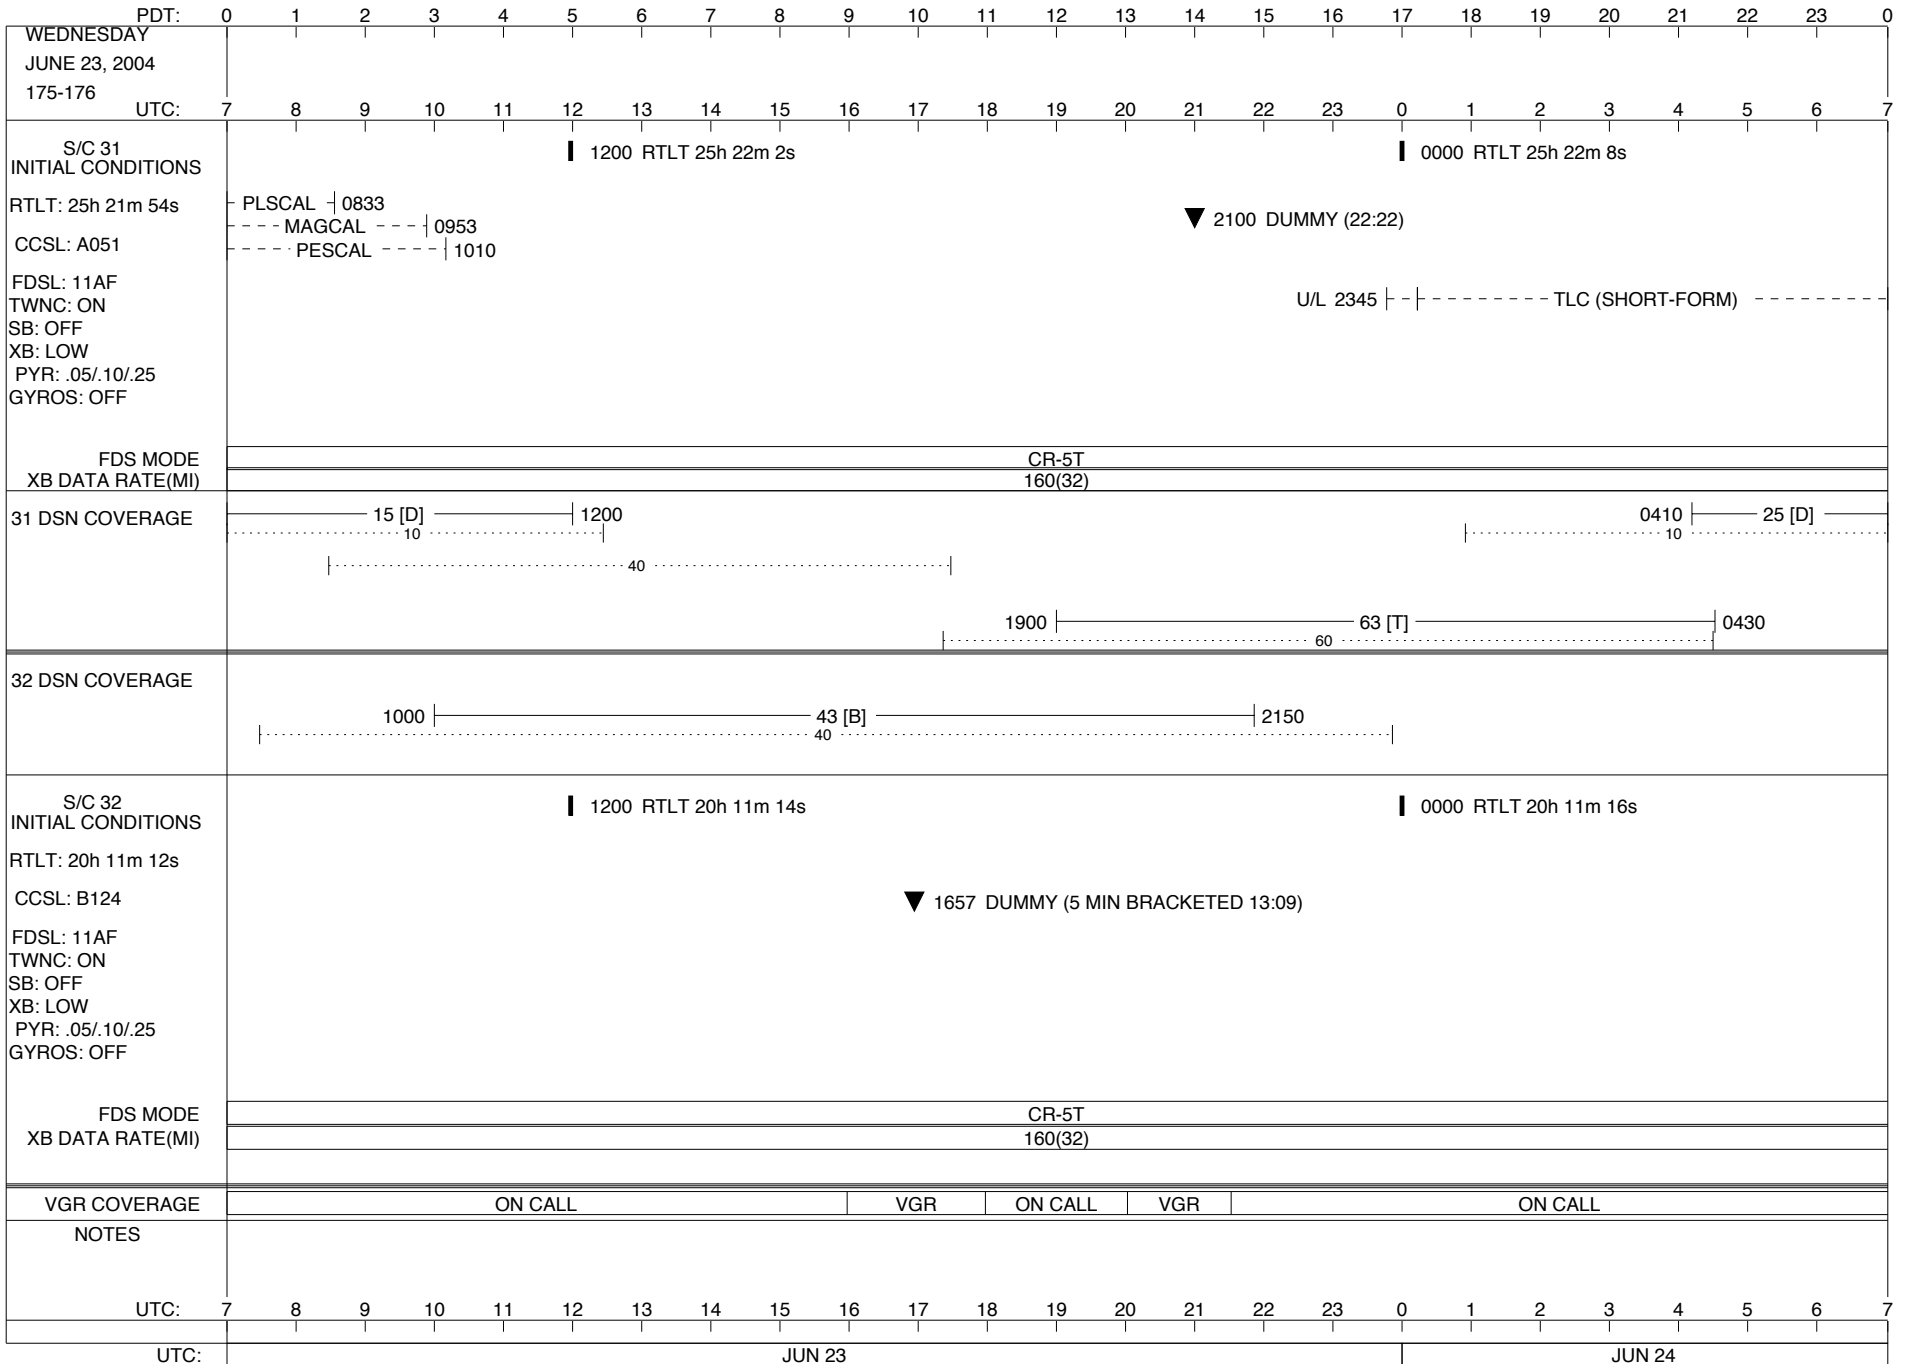 PDT: 0 1 2 3 4 5 6 7 8 9 10 11 12 13 14 15 16 17 18 19 20 21 22 23 0
WEDNESDAY
JUNE 23, 2004
175-176
UTC: 7 8 9 10 11 12 13 14 15 16 17 18 19 20 21 22 23 0 1 2 3 4 5 6 7
S/C 31
INITIAL CONDITIONS
1200 RTLT 25h 22m 2s
0000 RTLT 25h 22m 8s
RTLT: 25h 21m 54s
PLSCAL 0833
MAGCAL 0953
PESCAL 1010
2100 DUMMY (22:22)
CCSL: A051
FDSL: 11AF
TWNC: ON
SB: OFF
XB: LOW
PYR: .05/.10/.25
GYROS: OFF
U/L 2345 TLC (SHORT-FORM)
FDS MODE CR-5T
XB DATA RATE(MI) 160(32)
31 DSN COVERAGE
15 [D] 1200
0410 25 [D]
10
10
40
1900 63 [T] 0430
60
32 DSN COVERAGE
1000 43 [B] 2150
40
S/C 32
INITIAL CONDITIONS
1200 RTLT 20h 11m 14s
0000 RTLT 20h 11m 16s
RTLT: 20h 11m 12s
CCSL: B124
1657 DUMMY (5 MIN BRACKETED 13:09)
FDSL: 11AF
TWNC: ON
SB: OFF
XB: LOW
PYR: .05/.10/.25
GYROS: OFF
FDS MODE CR-5T
XB DATA RATE(MI) 160(32)
VGR COVERAGE ON CALL VGR ON CALL VGR ON CALL
NOTES
UTC: 7 8 9 10 11 12 13 14 15 16 17 18 19 20 21 22 23 0 1 2 3 4 5 6 7
UTC: JUN 23 JUN 24